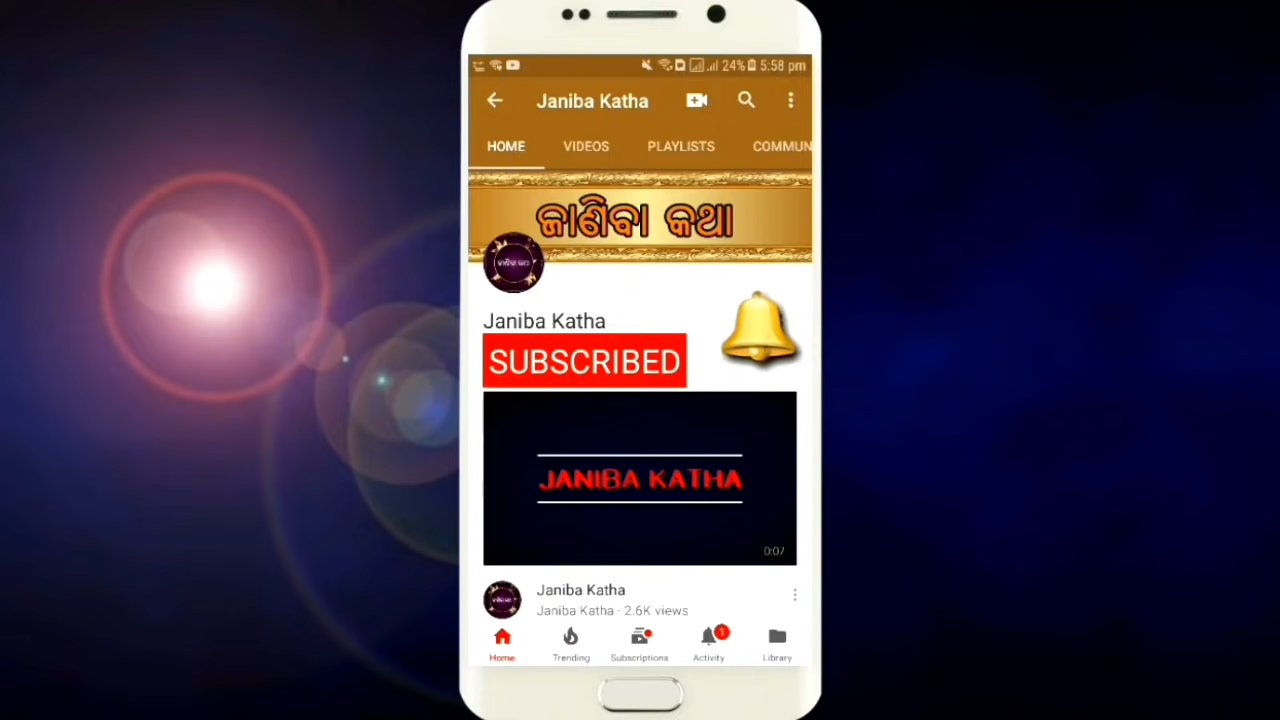 24% 5:58 pm
Janiba Katha
HOME VIDEOS PLAYLISTS COMMUN
ଜାଣିବା କଥା
ଜାଣିବା କଥା
Janiba Katha
SUBSCRIBED
JANIBA KATHA
0:07
Janiba Katha
Janiba Katha · 2.6K views
1
Home Trending Subscriptions Activity Library